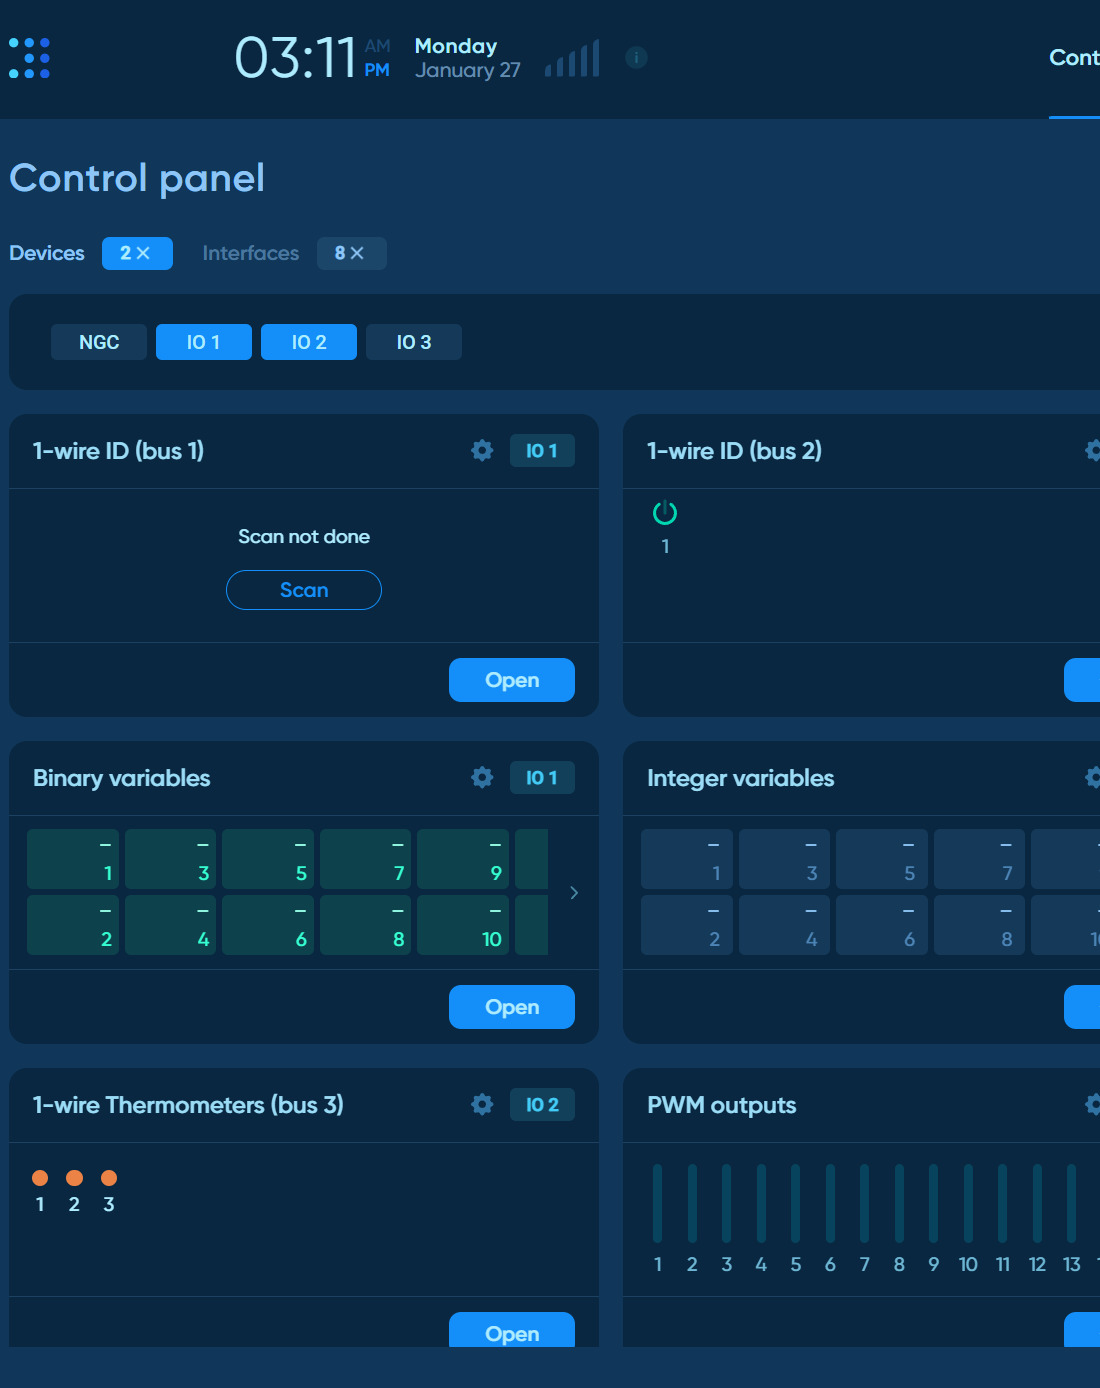 03:11 AM PM
Monday
January 27
Cont
Control panel
Devices 2 Interfaces 8
NGC IO 1 IO 2 IO 3
1-wire ID (bus 1) IO 1
Scan not done
Scan
Open
1-wire ID (bus 2)
1
Binary variables IO 1
– – – – –
1 3 5 7 9
– – – – –
2 4 6 8 10
Open
Integer variables
– – – –
1 3 5 7
– – – –
2 4 6 8
1-wire Thermometers (bus 3) IO 2
1 2 3
Open
PWM outputs
1 2 3 4 5 6 7 8 9 10 11 12 13